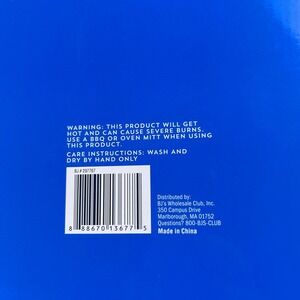 WARNING: THIS PRODUCT WILL GET
HOT AND CAN CAUSE SEVERE BURNS.
USE A BBQ OR OVEN MITT WHEN USING
THIS PRODUCT.
CARE INSTRUCTIONS: WASH AND
DRY BY HAND ONLY
BJ # 297767
8 88670 13677 5
Distributed by:
BJ's Wholesale Club, Inc.
350 Campus Drive
Marlborough, MA 01752
Questions? 800-BJS-CLUB
Made in China